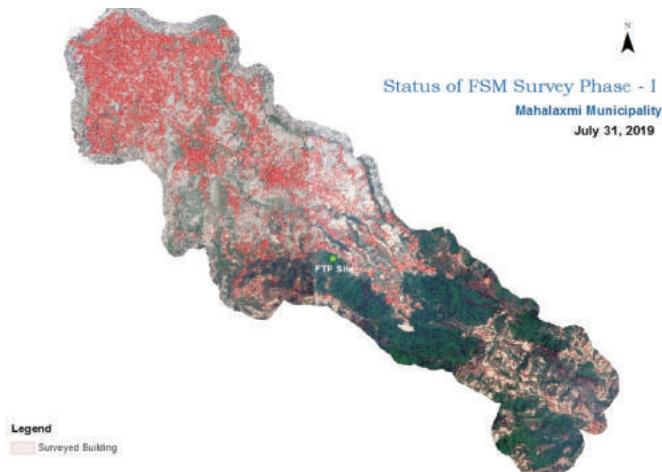 N
Status of FSM Survey Phase - I
Mahalaxmi Municipality
July 31, 2019
FTP Site
Legend
Surveyed Building